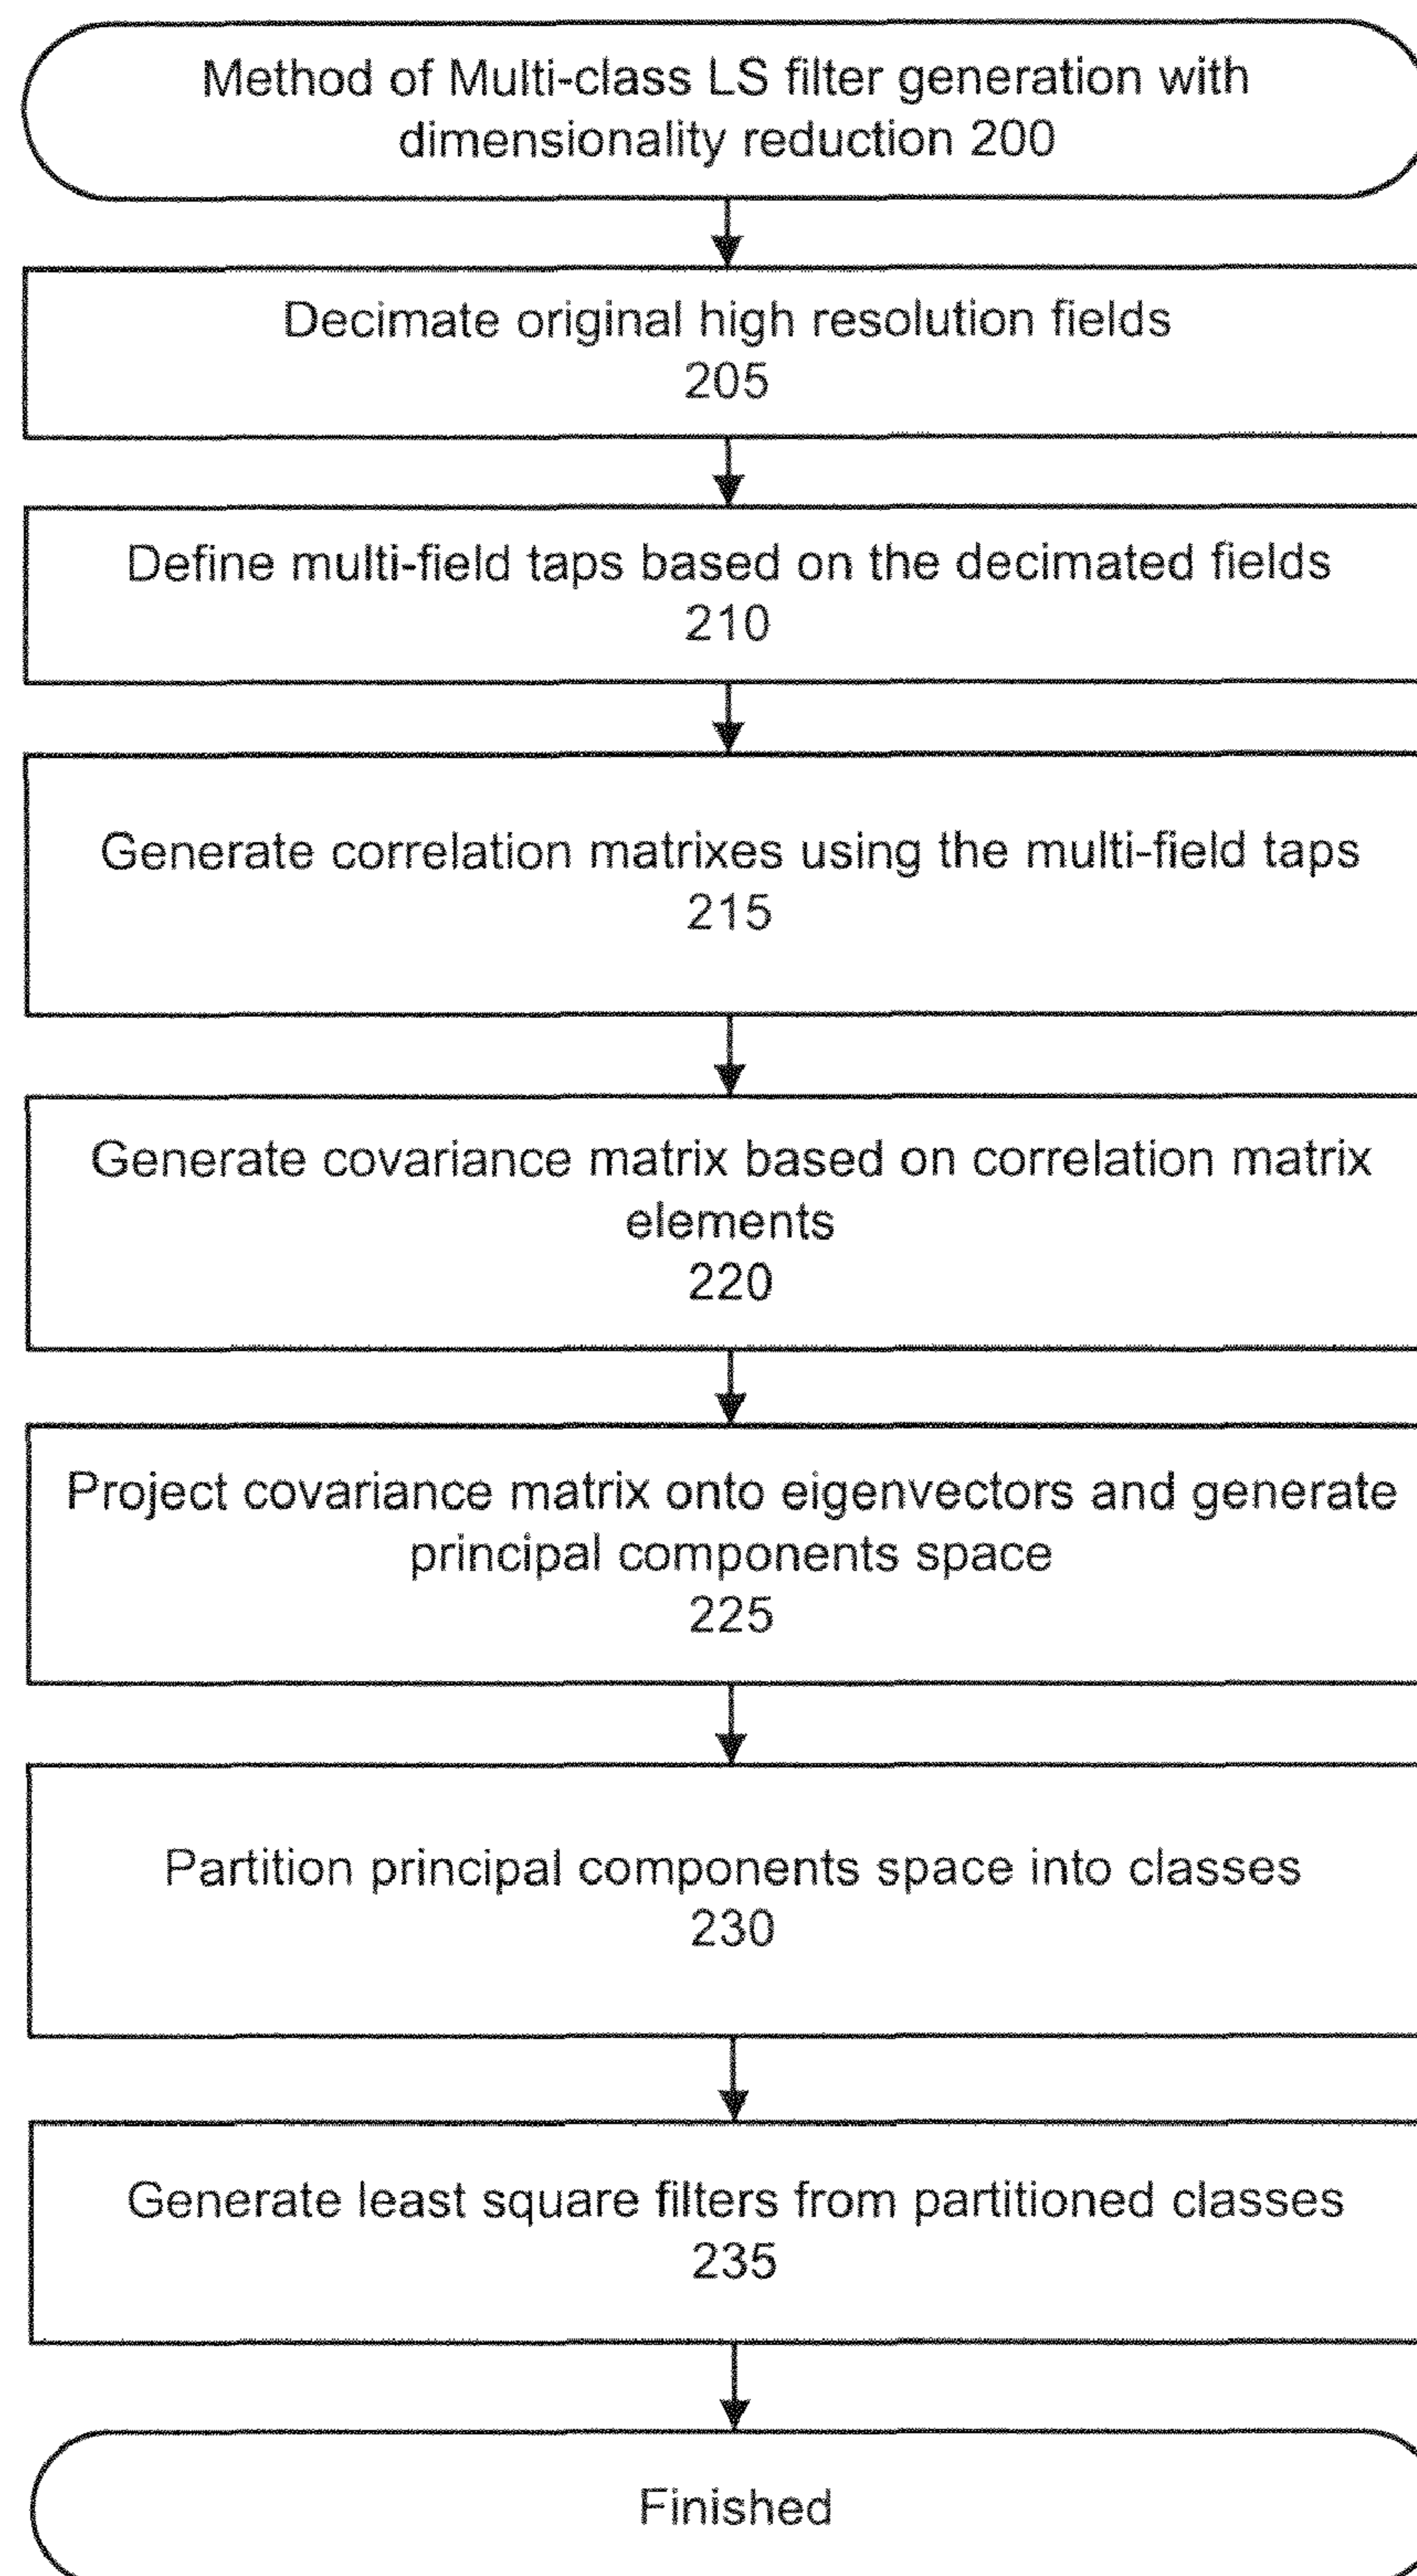 Method of Multi-class LS filter generation with
dimensionality reduction 200
Decimate original high resolution fields
205
Define multi-field taps based on the decimated fields
210
Generate correlation matrixes using the multi-field taps
215
Generate covariance matrix based on correlation matrix
elements
220
Project covariance matrix onto eigenvectors and generate
principal components space
225
Partition principal components space into classes
230
Generate least square filters from partitioned classes
235
Finished